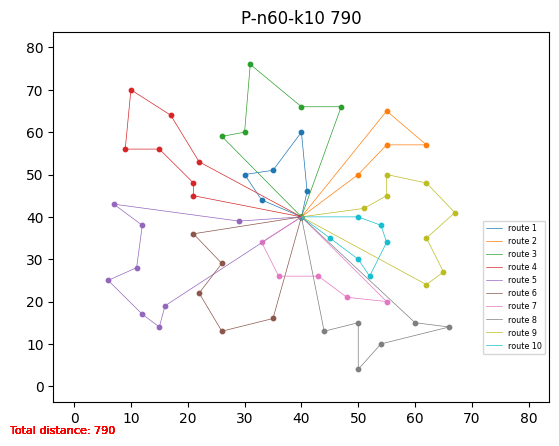 P-n60-k10 790
80
70
60
50
40
30
20
10
0
0 10 20 30 40 50 60 70 80
route 1
route 2
route 3
route 4
route 5
route 6
route 7
route 8
route 9
route 10
Total distance: 790